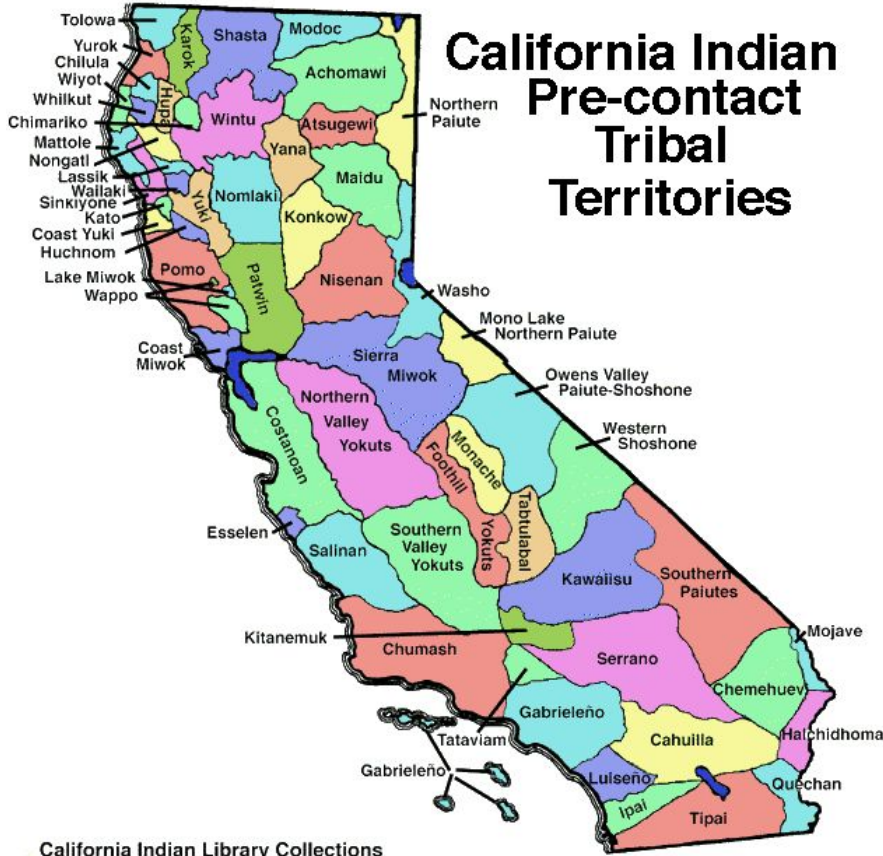 California Indian
Pre-contact
Tribal
Territories
Tolowa
Yurok
Chilula
Wiyot
Whilkut
Chimariko
Mattole
Nongatl
Lassik
Wailaki
Sinkiyone
Kato
Coast Yuki
Huchnom
Lake Miwok
Wappo
Coast
Miwok
Karok
Shasta
Modoc
Achomawi
Northern
Paiute
Hupa
Wintu
Atsugewi
Yana
Maidu
Yuki
Nomlaki
Konkow
Pomo
Patwin
Nisenan
Washo
Mono Lake
Northern Paiute
Sierra
Miwok
Owens Valley
Paiute-Shoshone
Northern
Valley
Yokuts
Costanoan
Foothill
Yokuts
Monache
Western
Shoshone
Tabtulabal
Esselen
Salinan
Southern
Valley
Yokuts
Kawaiisu
Southern
Paiutes
Kitanemuk
Chumash
Serrano
Mojave
Chemehuevi
Tataviam
Gabrieleño
Gabrieleño
Cahuilla
Halchidhoma
Luiseño
Quechan
Ipai
Tipai
California Indian Library Collections